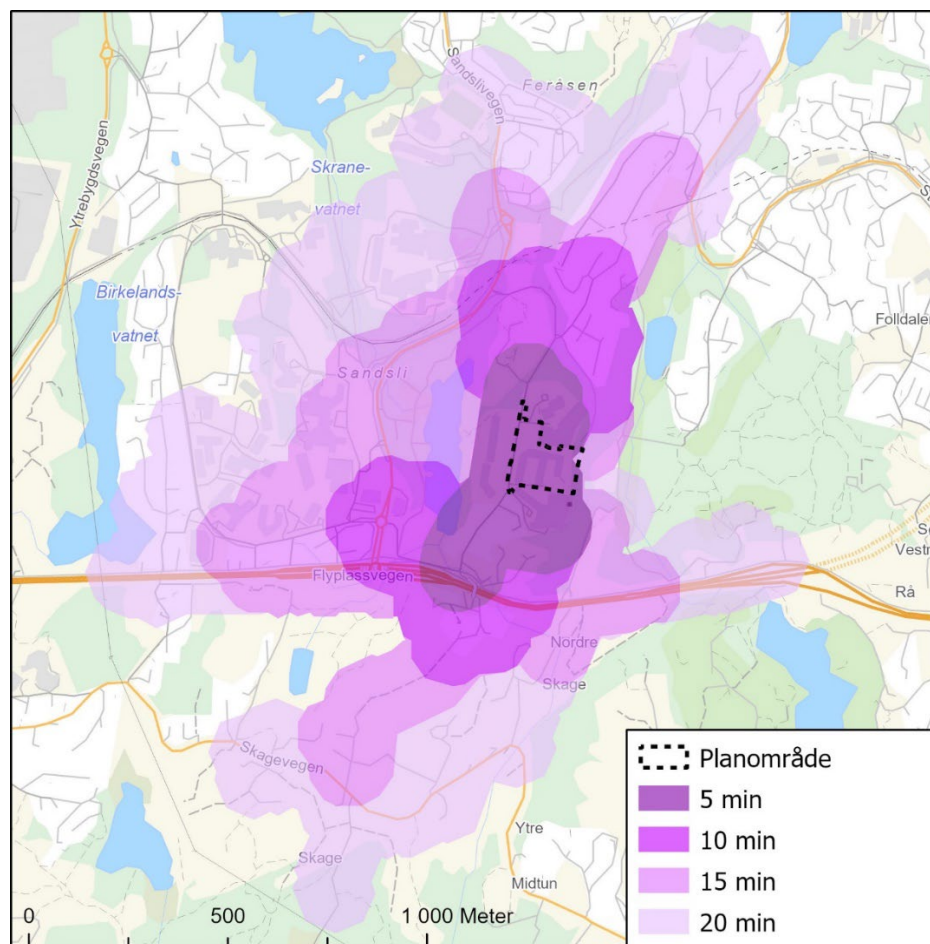 Ytrebygdsvegen
Sandslivegen
Feråsen
Skrane-
vatnet
Birkelands-
vatnet
Folldalen
Sandsli
Flyplassvegen
Vestr
Rå
Nordre
Skage
Skagevegen
Skage
Ytre
Midtun
0 500 1 000 Meter
Planområde
5 min
10 min
15 min
20 min